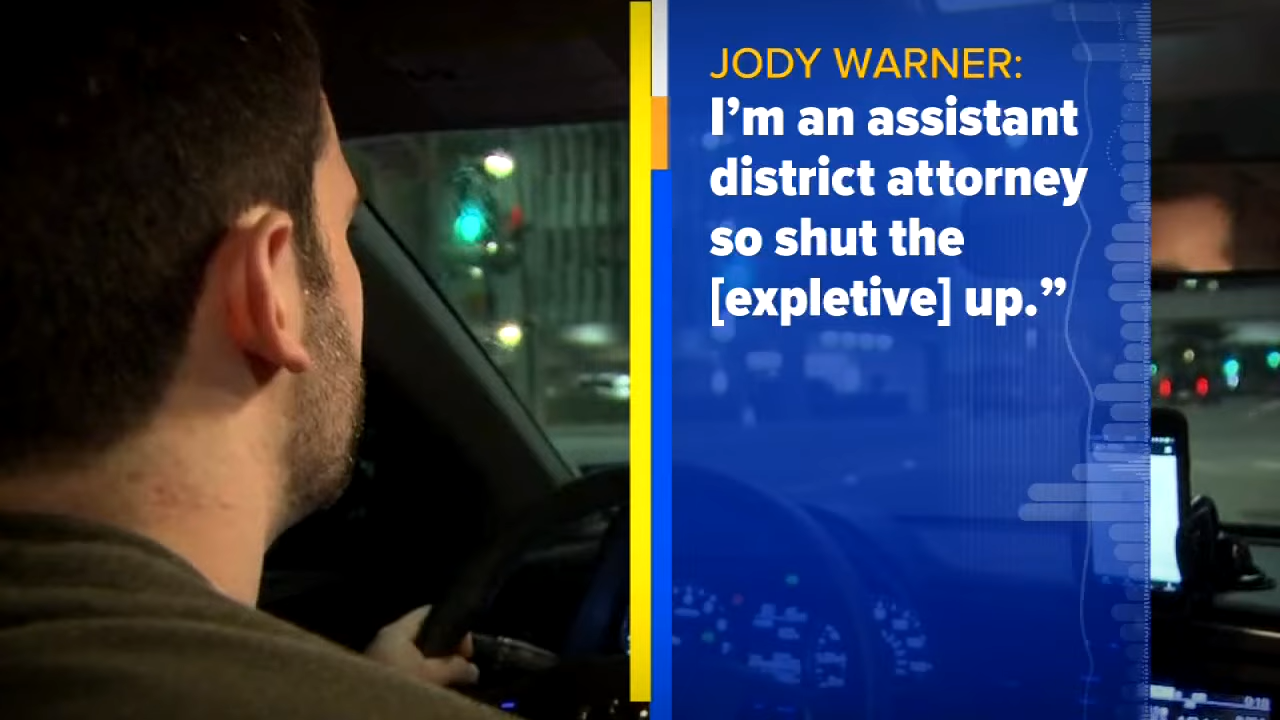 JODY WARNER:
I’m an assistant
district attorney
so shut the
[expletive] up.”